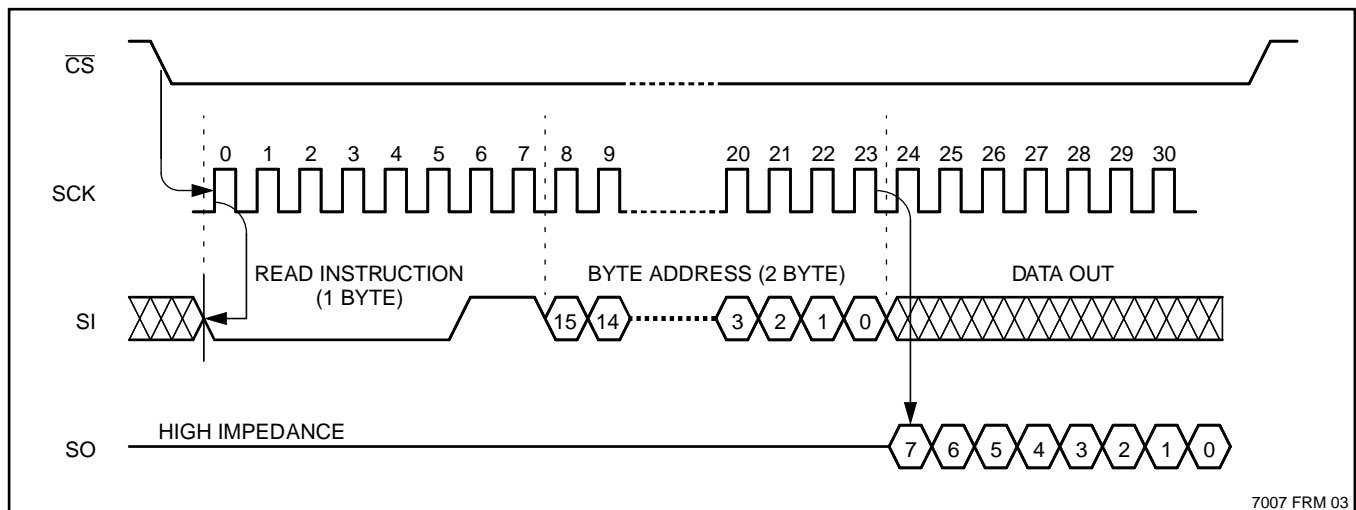 CS
0 1 2 3 4 5 6 7 8 9 20 21 22 23 24 25 26 27 28 29 30
SCK
READ INSTRUCTION
(1 BYTE)
BYTE ADDRESS (2 BYTE)
DATA OUT
SI
15 14 3 2 1 0
HIGH IMPEDANCE
SO
7 6 5 4 3 2 1 0
7007 FRM 03